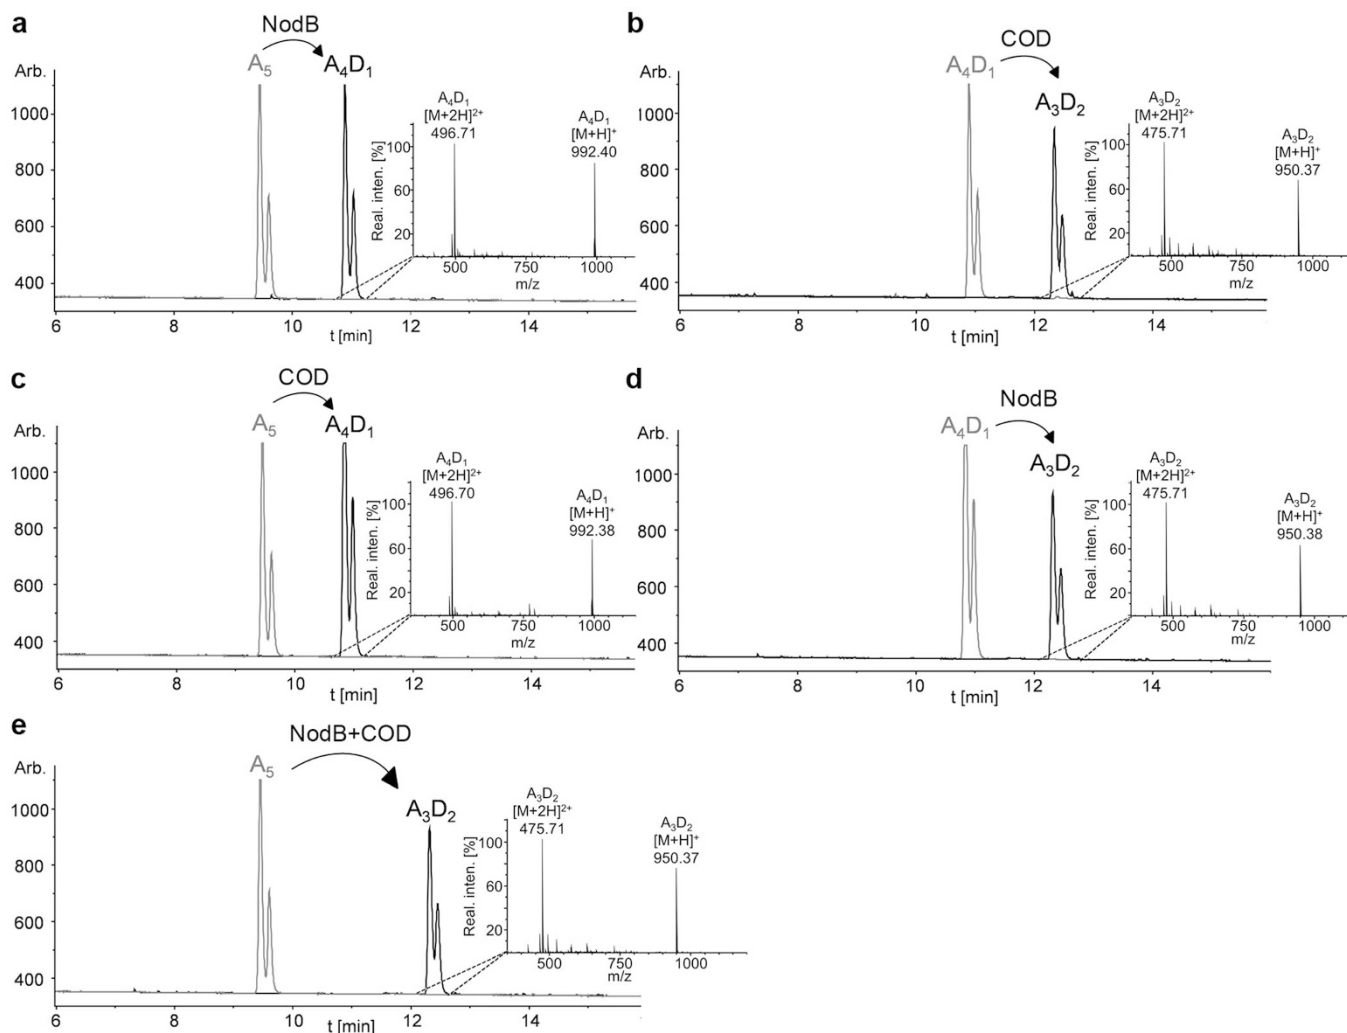 a
NodB
A₅
A₄D₁
Arb.
1000
800
600
400
6
8
10
12
14
t [min]
A₄D₁
[M+2H]²⁺
496.71
A₄D₁
[M+H]⁺
992.40
Real. inten. [%]
100
60
20
500
750
1000
m/z
b
COD
A₄D₁
A₃D₂
Arb.
1000
800
600
400
6
8
10
12
14
t [min]
A₃D₂
[M+2H]²⁺
475.71
A₃D₂
[M+H]⁺
950.37
Real. inten. [%]
100
60
20
500
750
1000
m/z
c
COD
A₅
A₄D₁
Arb.
1000
800
600
400
6
8
10
12
14
t [min]
A₄D₁
[M+2H]²⁺
496.70
A₄D₁
[M+H]⁺
992.38
Real. inten. [%]
100
60
20
500
750
1000
m/z
d
NodB
A₄D₁
A₃D₂
Arb.
1000
800
600
400
6
8
10
12
14
t [min]
A₃D₂
[M+2H]²⁺
475.71
A₃D₂
[M+H]⁺
950.38
Real. inten. [%]
100
60
20
500
750
1000
m/z
e
NodB+COD
A₅
A₃D₂
Arb.
1000
800
600
400
6
8
10
12
14
t [min]
A₃D₂
[M+2H]²⁺
475.71
A₃D₂
[M+H]⁺
950.37
Real. inten. [%]
100
60
20
500
750
1000
m/z